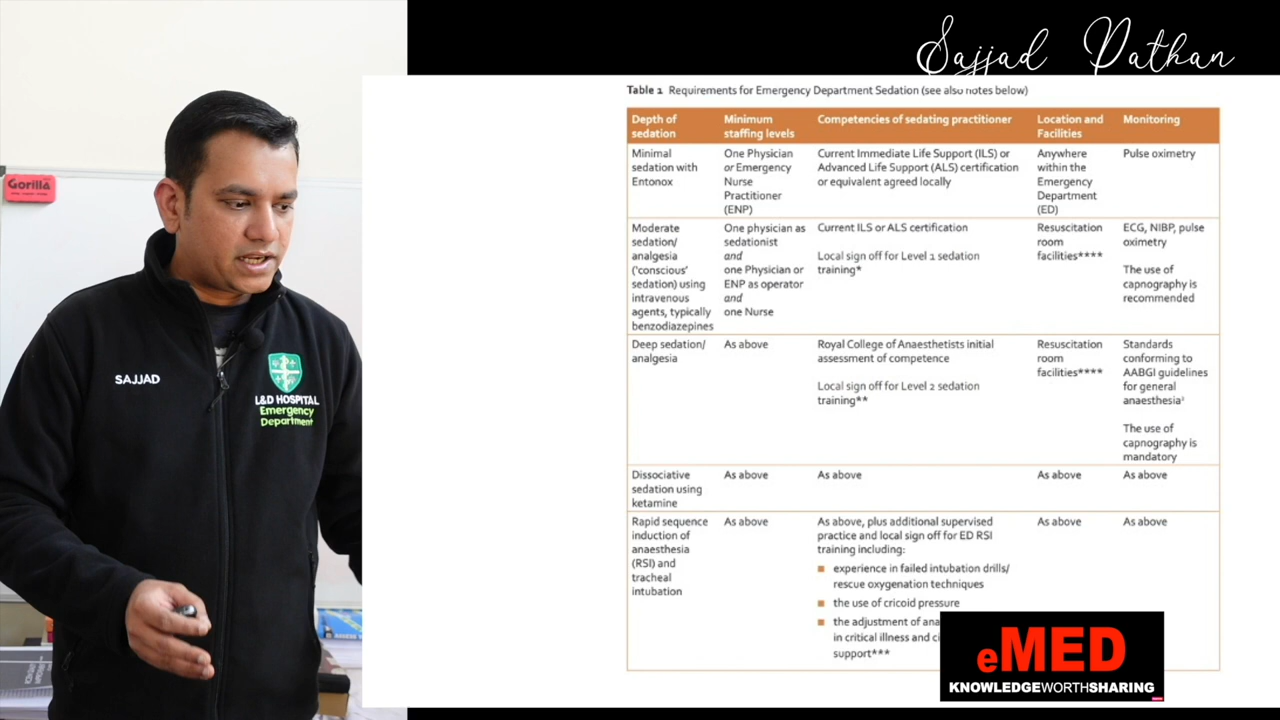 Sajjad Pathan
Gorilla
SAJJAD
L&D HOSPITAL
Emergency
Department
Table 1 Requirements for Emergency Department Sedation (see also notes below)
Depth of
sedation
Minimum
staffing levels
Competencies of sedating practitioner
Location and
Facilities
Monitoring
Minimal
sedation with
Entonox
One Physician
or Emergency
Nurse
Practitioner
(ENP)
Current Immediate Life Support (ILS) or
Advanced Life Support (ALS) certification
or equivalent agreed locally
Anywhere
within the
Emergency
Department
(ED)
Pulse oximetry
Moderate
sedation/
analgesia
('conscious'
sedation) using
intravenous
agents, typically
benzodiazepines
One physician as
sedationist
and
one Physician or
ENP as operator
and
one Nurse
Current ILS or ALS certification
Local sign off for Level 1 sedation
training*
Resuscitation
room
facilities****
ECG, NIBP, pulse
oximetry
The use of
capnography is
recommended
Deep sedation/
analgesia
As above
Royal College of Anaesthetists initial
assessment of competence
Local sign off for Level 2 sedation
training**
Resuscitation
room
facilities****
Standards
conforming to
AABGI guidelines
for general
anaesthesia²
The use of
capnography is
mandatory
Dissociative
sedation using
ketamine
As above
As above
As above
As above
Rapid sequence
induction of
anaesthesia
(RSI) and
tracheal
intubation
As above
As above, plus additional supervised
practice and local sign off for ED RSI
training including:
■ experience in failed intubation drills/
rescue oxygenation techniques
■ the use of cricoid pressure
■ the adjustment of
in critical illness and
support***
As above
As above
eMED
KNOWLEDGEWORTHSHARING